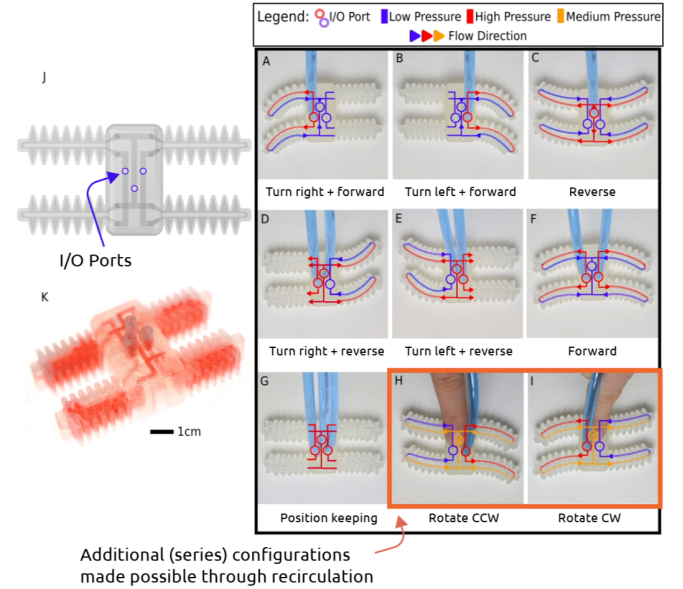 Legend: I/O Port Low Pressure High Pressure Medium Pressure
Flow Direction
J
A
B
C
Turn right + forward
Turn left + forward
Reverse
I/O Ports
D
E
F
Turn right + reverse
Turn left + reverse
Forward
K
1cm
G
H
I
Position keeping
Rotate CCW
Rotate CW
Additional (series) configurations
made possible through recirculation